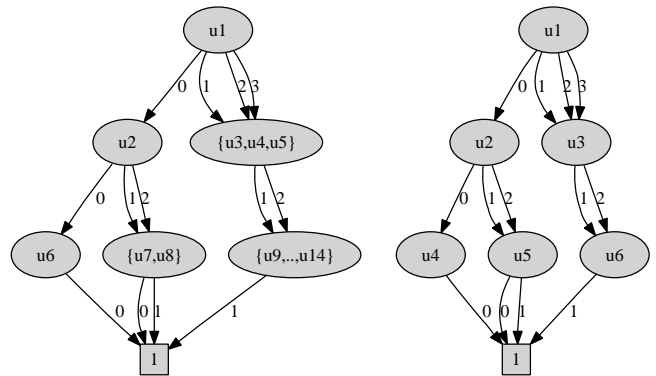 u1
0 1 2 3
u2 {u3,u4,u5}
0 1 2 1 2
u6 {u7,u8} {u9,..,u14}
0 0 1 1
1
u1
0 1 2 3
u2 u3
0 1 2 1 2
u4 u5 u6
0 0 1 1
1